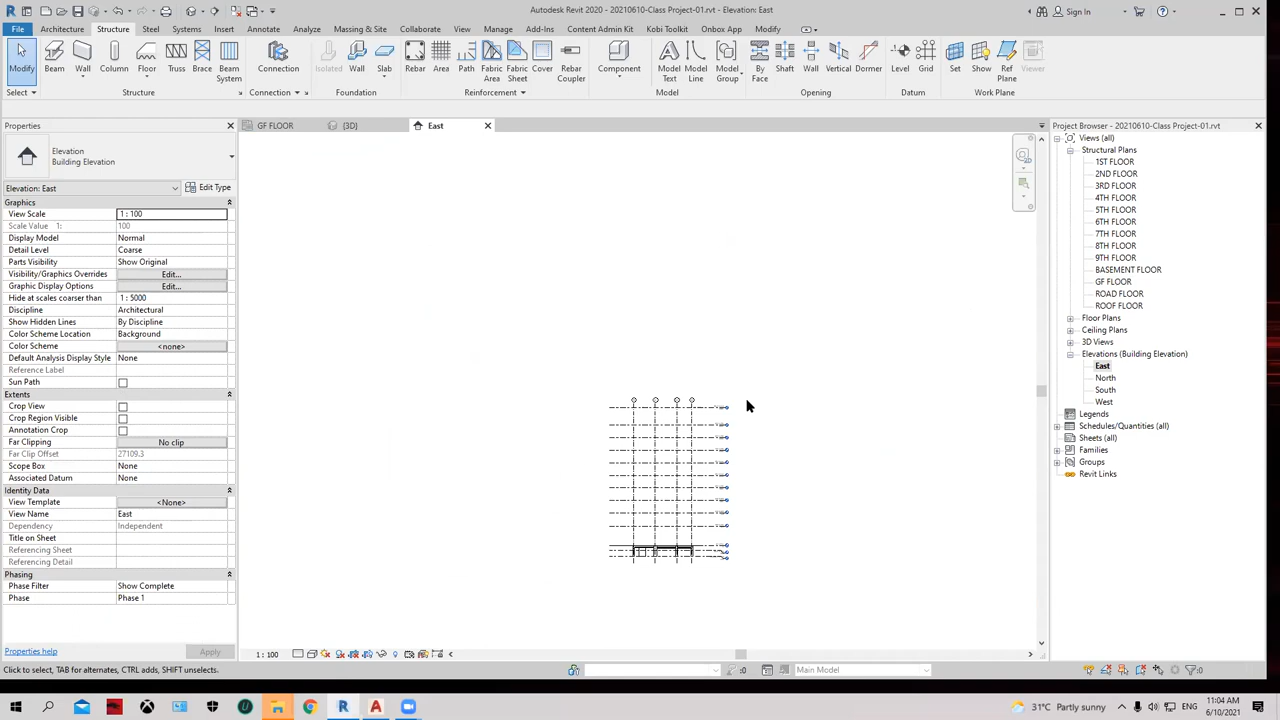 Autodesk Revit 2020 - 20210610-Class Project-01.rvt - Elevation: East
Sign In
File Architecture Structure Steel Systems Insert Annotate Analyze Massing & Site Collaborate View Manage Add-Ins Content Admin Kit Kobi Toolkit Onbox App Modify
Modify Beam Wall Column Floor Truss Brace Beam System Connection Isolated Wall Slab Rebar Area Path Fabric Area Fabric Sheet Cover Rebar Coupler Component Model Text Model Line Model Group By Face Shaft Wall Vertical Dormer Level Grid Set Show Ref Plane Viewer
Select Structure Connection Foundation Reinforcement Model Opening Datum Work Plane
Properties
GF FLOOR {3D} East
Project Browser - 20210610-Class Project-01.rvt
Elevation
Building Elevation
Elevation: East Edit Type
Graphics
View Scale 1 : 100
Scale Value 1: 100
Display Model Normal
Detail Level Coarse
Parts Visibility Show Original
Visibility/Graphics Overrides Edit...
Graphic Display Options Edit...
Hide at scales coarser than 1 : 5000
Discipline Architectural
Show Hidden Lines By Discipline
Color Scheme Location Background
Color Scheme <none>
Default Analysis Display Style None
Reference Label
Sun Path
Extents
Crop View
Crop Region Visible
Annotation Crop
Far Clipping No clip
Far Clip Offset 27109.3
Scope Box None
Associated Datum None
Identity Data
View Template <None>
View Name East
Dependency Independent
Title on Sheet
Referencing Sheet
Referencing Detail
Phasing
Phase Filter Show Complete
Phase Phase 1
Properties help Apply
Views (all)
Structural Plans
1ST FLOOR
2ND FLOOR
3RD FLOOR
4TH FLOOR
5TH FLOOR
6TH FLOOR
7TH FLOOR
8TH FLOOR
9TH FLOOR
BASEMENT FLOOR
GF FLOOR
ROAD FLOOR
ROOF FLOOR
Floor Plans
Ceiling Plans
3D Views
Elevations (Building Elevation)
East
North
South
West
Legends
Schedules/Quantities (all)
Sheets (all)
Families
Groups
Revit Links
1 : 100
Click to select, TAB for alternates, CTRL adds, SHIFT unselects.
:0 Main Model :0
31°C Partly sunny ENG 11:04 AM
6/10/2021